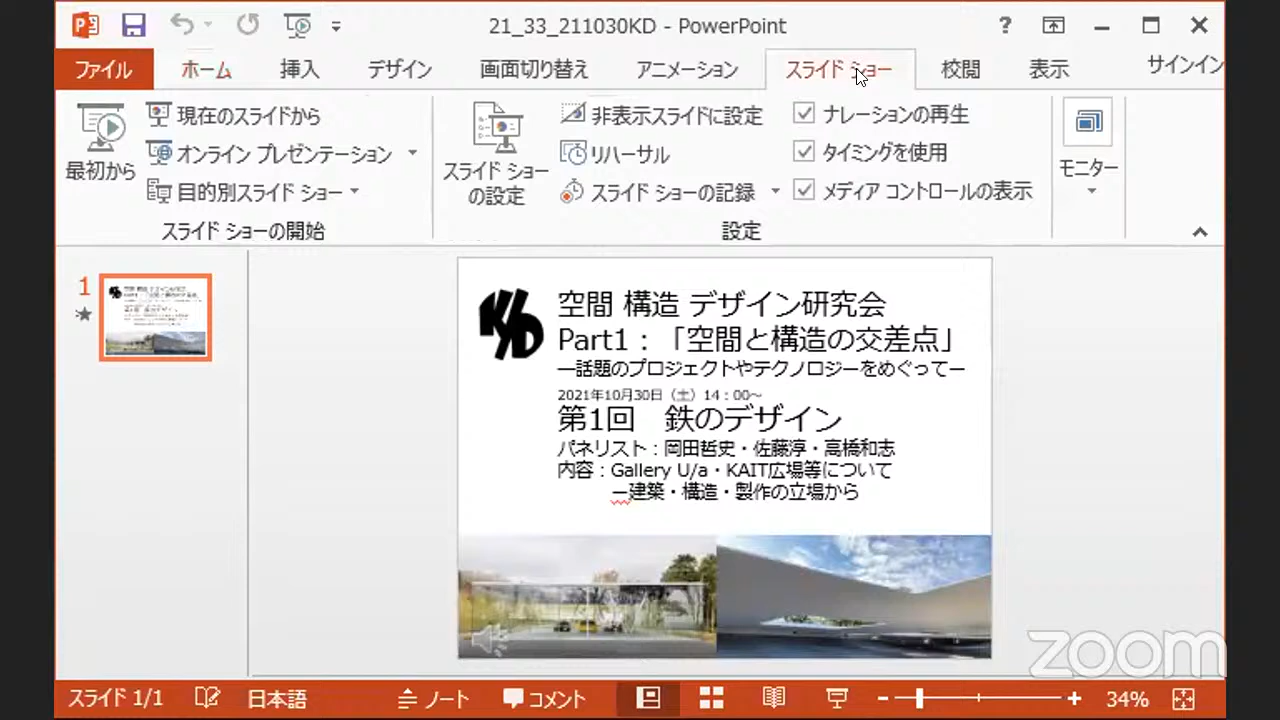 21_33_211030KD - PowerPoint
?
ファイル ホーム 挿入 デザイン 画面切り替え アニメーション スライド ショー 校閲 表示 サインイン
最初から
現在のスライドから
オンライン プレゼンテーション
目的別スライド ショー
スライド ショーの開始
スライド ショー
の設定
非表示スライドに設定
リハーサル
スライド ショーの記録
ナレーションの再生
タイミングを使用
メディア コントロールの表示
設定
モニター
1
KD
空間 構造 デザイン研究会
Part1：「空間と構造の交差点」
―話題のプロジェクトやテクノロジーをめぐって―
2021年10月30日（土）14：00～
第1回　鉄のデザイン
パネリスト：岡田哲史・佐藤淳・高橋和志
内容：Gallery U/a・KAIT広場等について
―建築・構造・製作の立場から
zoom
スライド 1/1 日本語 ノート コメント 34%